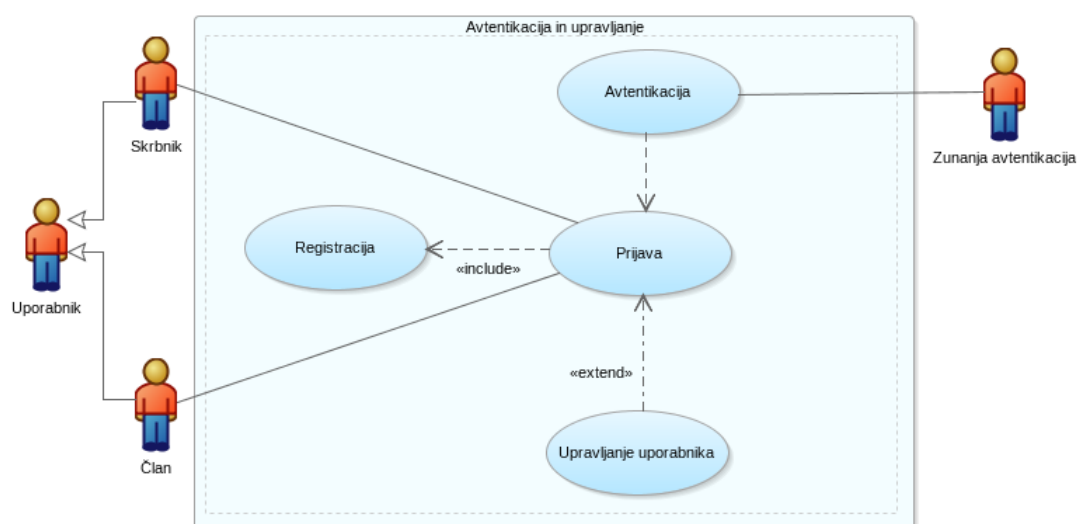 Avtentikacija in upravljanje
Avtentikacija
Skrbnik
Zunanja avtentikacija
Registracija
Prijava
«include»
Uporabnik
«extend»
Upravljanje uporabnika
Član